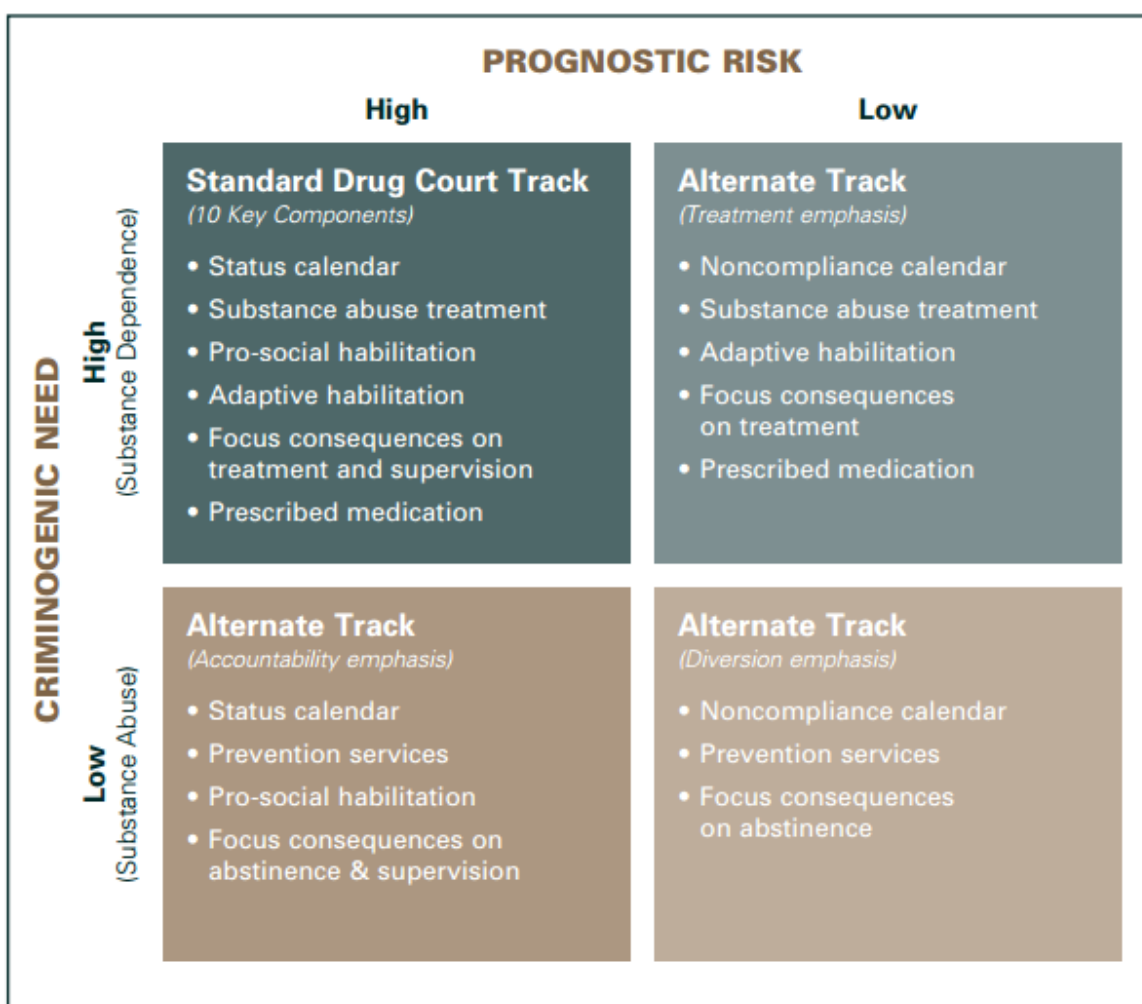 PROGNOSTIC RISK
High
Low
CRIMINOGENIC NEED
High
(Substance Dependence)
Standard Drug Court Track
(10 Key Components)
• Status calendar
• Substance abuse treatment
• Pro-social habilitation
• Adaptive habilitation
• Focus consequences on
treatment and supervision
• Prescribed medication
Alternate Track
(Treatment emphasis)
• Noncompliance calendar
• Substance abuse treatment
• Adaptive habilitation
• Focus consequences
on treatment
• Prescribed medication
Low
(Substance Abuse)
Alternate Track
(Accountability emphasis)
• Status calendar
• Prevention services
• Pro-social habilitation
• Focus consequences on
abstinence & supervision
Alternate Track
(Diversion emphasis)
• Noncompliance calendar
• Prevention services
• Focus consequences
on abstinence